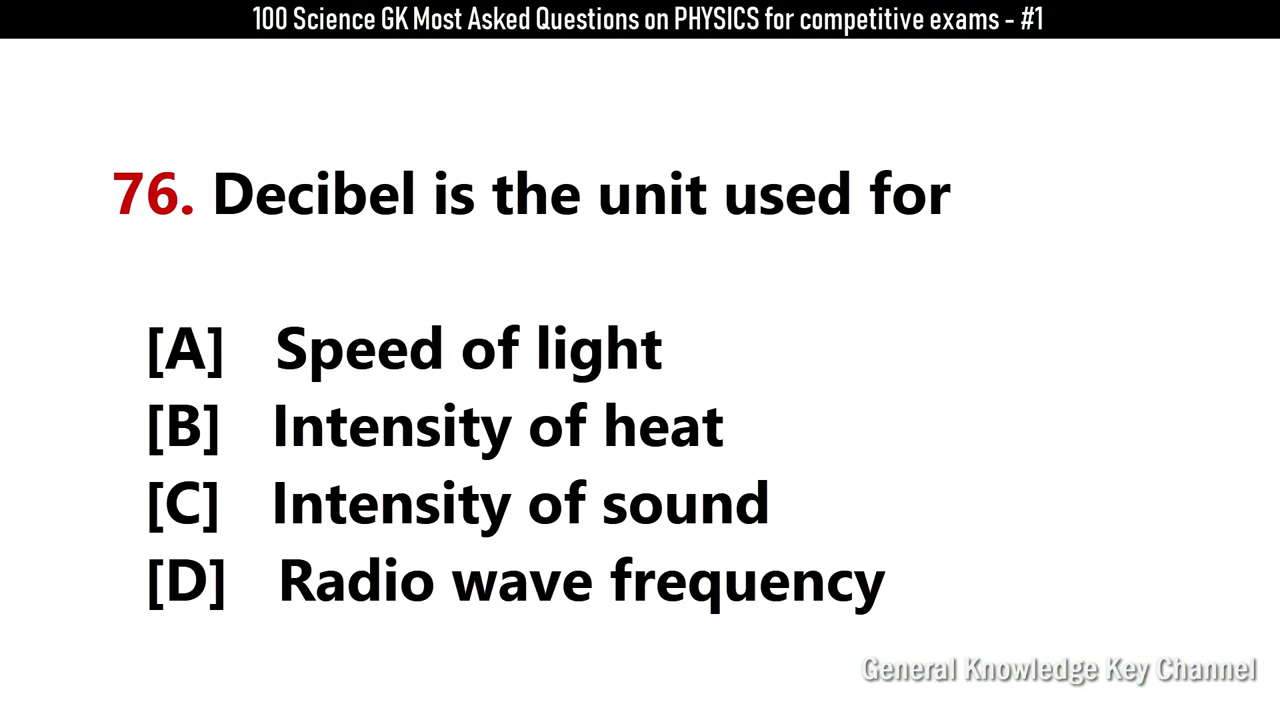 100 Science GK Most Asked Questions on PHYSICS for competitive exams - #1
76. Decibel is the unit used for
[A] Speed of light
[B] Intensity of heat
[C] Intensity of sound
[D] Radio wave frequency
General Knowledge Key Channel